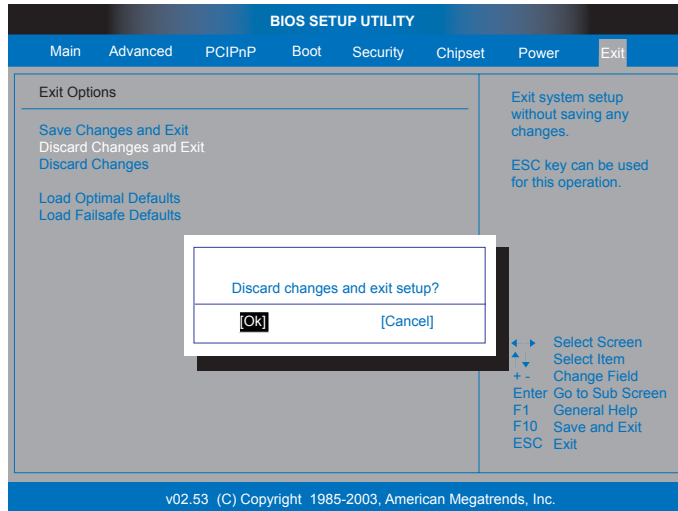 BIOS SETUP UTILITY
Main Advanced PCIPnP Boot Security Chipset Power Exit
Exit Options
Save Changes and Exit
Discard Changes and Exit
Discard Changes
Load Optimal Defaults
Load Failsafe Defaults
Exit system setup
without saving any
changes.
ESC key can be used
for this operation.
Discard changes and exit setup?
[Ok] [Cancel]
Select Screen
Select Item
+ - Change Field
Enter Go to Sub Screen
F1 General Help
F10 Save and Exit
ESC Exit
v02.53 (C) Copyright 1985-2003, American Megatrends, Inc.